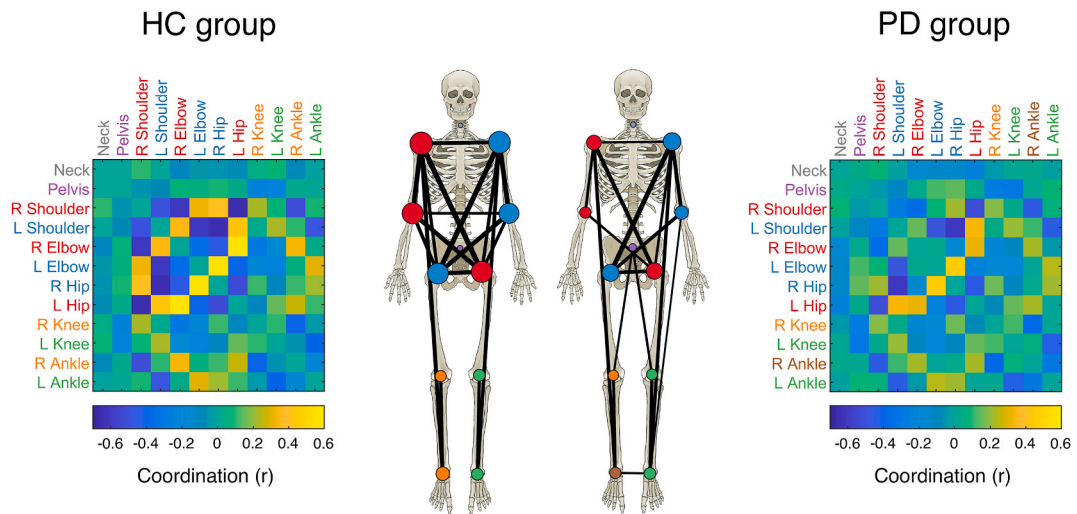 HC group
PD group
Neck
Pelvis
R Shoulder
L Shoulder
R Elbow
L Elbow
R Hip
L Hip
R Knee
L Knee
R Ankle
L Ankle
Neck
Pelvis
R Shoulder
L Shoulder
R Elbow
L Elbow
R Hip
L Hip
R Knee
L Knee
R Ankle
L Ankle
-0.6 -0.4 -0.2 0 0.2 0.4 0.6
Coordination (r)
Neck
Pelvis
R Shoulder
L Shoulder
R Elbow
L Elbow
R Hip
L Hip
R Knee
L Knee
R Ankle
L Ankle
Neck
Pelvis
R Shoulder
L Shoulder
R Elbow
L Elbow
R Hip
L Hip
R Knee
L Knee
R Ankle
L Ankle
-0.6 -0.4 -0.2 0 0.2 0.4 0.6
Coordination (r)